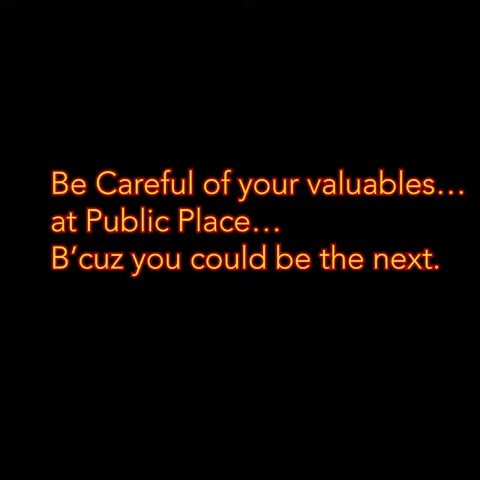 Be Careful of your valuables...
at Public Place...
B’cuz you could be the next.